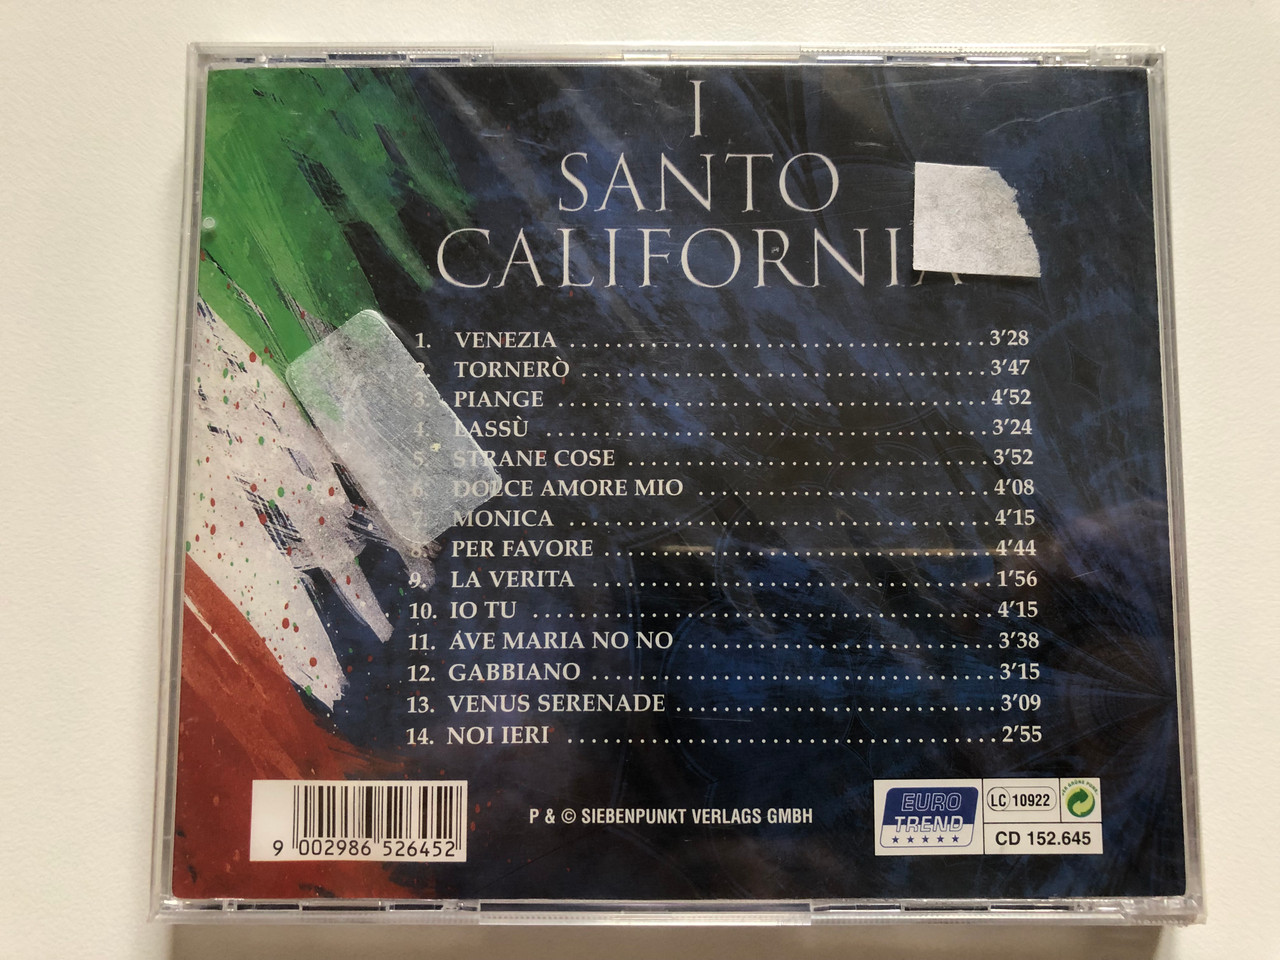 I
SANTO
CALIFORNIA
1. VENEZIA 3’28
2. TORNERÒ 3’47
3. PIANGE 4’52
4. LASSÙ 3’24
5. STRANE COSE 3’52
6. DOLCE AMORE MIO 4’08
7. MONICA 4’15
8. PER FAVORE 4’44
9. LA VERITA 1’56
10. IO TU 4’15
11. AVE MARIA NO NO 3’38
12. GABBIANO 3’15
13. VENUS SERENADE 3’09
14. NOI IERI 2’55
9 002986 526452
P & © SIEBENPUNKT VERLAGS GMBH
EURO
TREND
LC 10922
CD 152.645